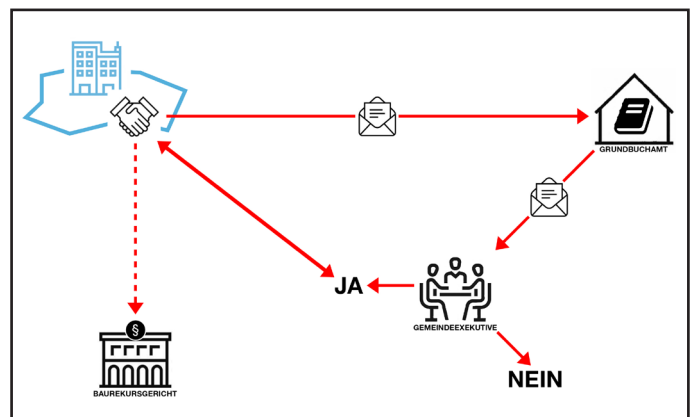 GRUNDBUCHAMT
JA
GEMEINDEEXEKUTIVE
§
NEIN
BAUREKURSGERICHT